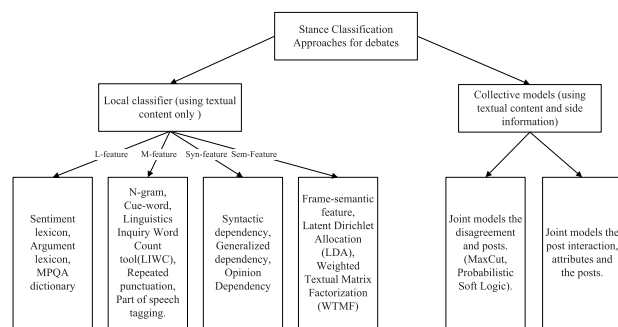 Stance Classification
Approaches for debates
Local classifier (using textual
content only )
Collective models (using
textual content and side
information)
L-feature
M-feature
Syn-feature
Sem-Feature
Sentiment
lexicon,
Argument
lexicon,
MPQA
dictionary
N-gram,
Cue-word,
Linguistics
Inquiry Word
Count
tool(LIWC),
Repeated
punctuation,
Part of speech
tagging.
Syntactic
dependency,
Generalized
dependency,
Opinion
Dependency
Frame-semantic
feature,
Latent Dirichlet
Allocation
(LDA),
Weighted
Textual Matrix
Factorization
(WTMF)
Joint models the
disagreement
and posts.
(MaxCut,
Probabilistic
Soft Logic).
Joint models the
post interaction,
attributes and
the posts.